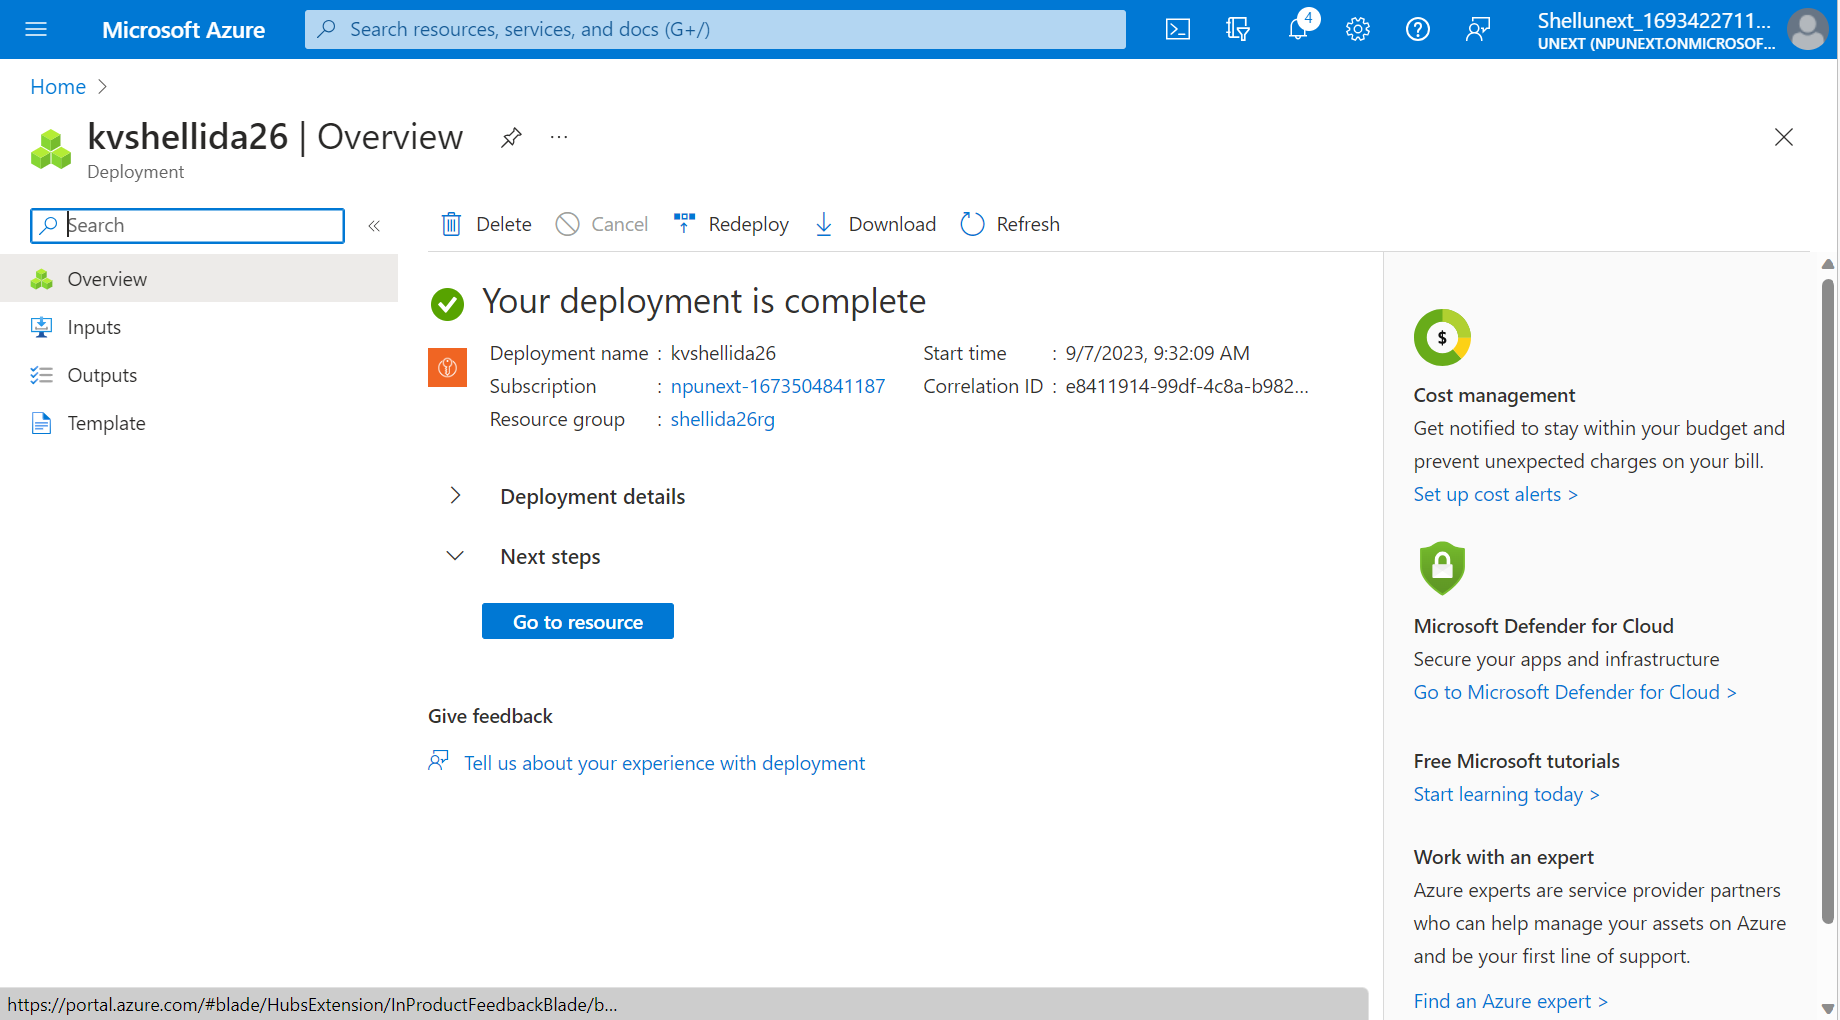 Microsoft Azure
Search resources, services, and docs (G+/)
4
Shellunext_1693422711...
UNEXT (NPUNEXT.ONMICROSOF...
Home
kvshellida26 | Overview
Deployment
Search
Delete
Cancel
Redeploy
Download
Refresh
Overview
Inputs
Outputs
Template
Your deployment is complete
Deployment name : kvshellida26
Subscription : npunext-1673504841187
Resource group : shellida26rg
Start time : 9/7/2023, 9:32:09 AM
Correlation ID : e8411914-99df-4c8a-b982...
Deployment details
Next steps
Go to resource
Give feedback
Tell us about your experience with deployment
$
Cost management
Get notified to stay within your budget and
prevent unexpected charges on your bill.
Set up cost alerts >
Microsoft Defender for Cloud
Secure your apps and infrastructure
Go to Microsoft Defender for Cloud >
Free Microsoft tutorials
Start learning today >
Work with an expert
Azure experts are service provider partners
who can help manage your assets on Azure
and be your first line of support.
Find an Azure expert >
https://portal.azure.com/#blade/HubsExtension/InProductFeedbackBlade/b...